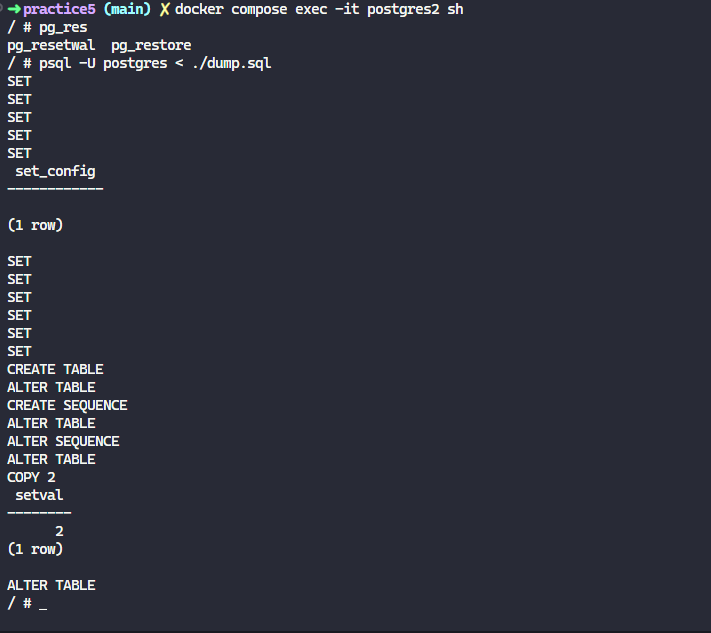 ➜ practice5 (main) ✗ docker compose exec -it postgres2 sh
/ # pg_res
pg_resetwal  pg_restore
/ # psql -U postgres < ./dump.sql
SET
SET
SET
SET
SET
 set_config
------------

(1 row)

SET
SET
SET
SET
SET
SET
CREATE TABLE
ALTER TABLE
CREATE SEQUENCE
ALTER TABLE
ALTER SEQUENCE
ALTER TABLE
COPY 2
 setval
--------
      2
(1 row)

ALTER TABLE
/ # _